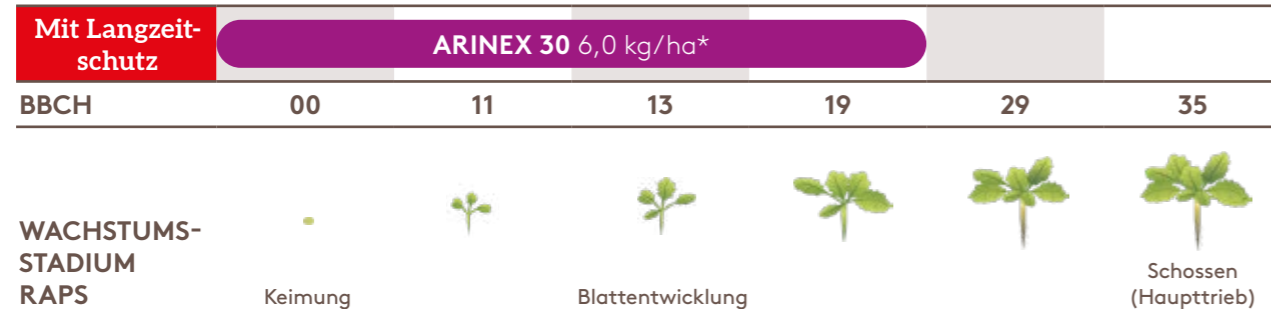 Mit Langzeit-
schutz
ARINEX 30 6,0 kg/ha*
BBCH 00 11 13 19 29 35
WACHSTUMS-
STADIUM
RAPS
Keimung
Blattentwicklung
Schossen
(Haupttrieb)